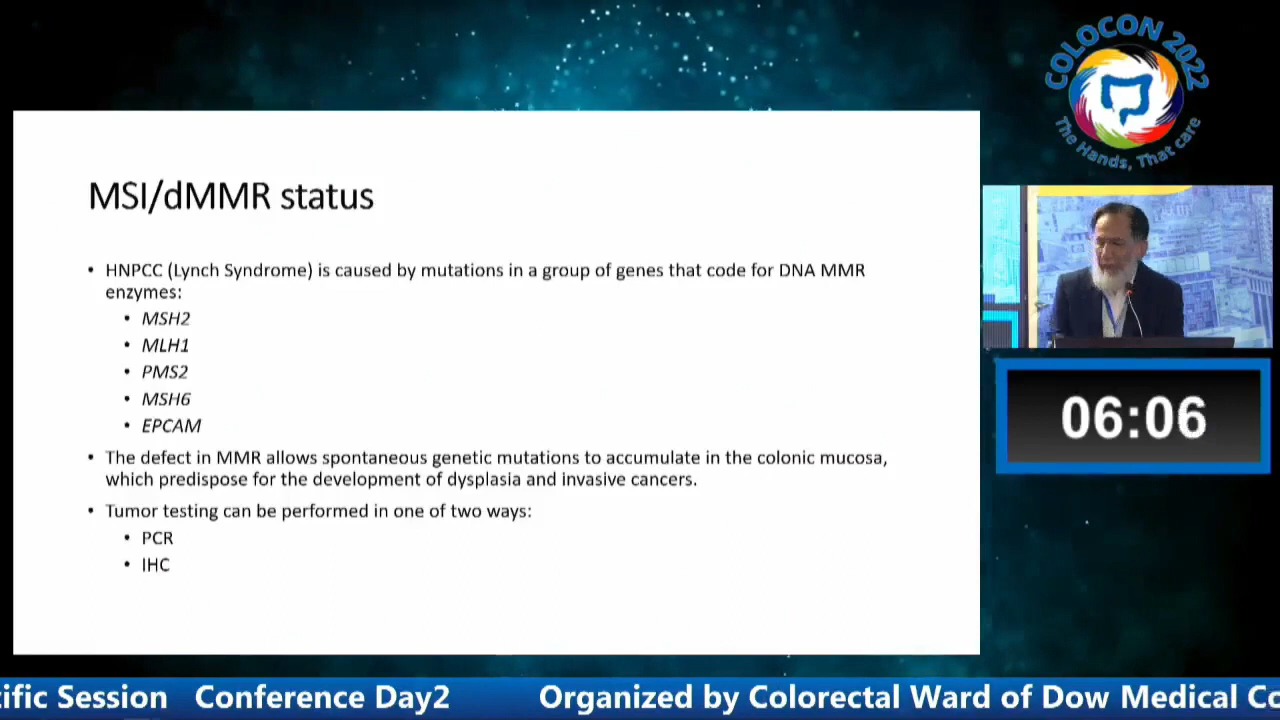 COLOCON 2022
The Hands, That care
MSI/dMMR status
• HNPCC (Lynch Syndrome) is caused by mutations in a group of genes that code for DNA MMR
enzymes:
• MSH2
• MLH1
• PMS2
• MSH6
• EPCAM
• The defect in MMR allows spontaneous genetic mutations to accumulate in the colonic mucosa,
which predispose for the development of dysplasia and invasive cancers.
• Tumor testing can be performed in one of two ways:
• PCR
• IHC
06:06
ific Session Conference Day2 Organized by Colorectal Ward of Dow Medical Co